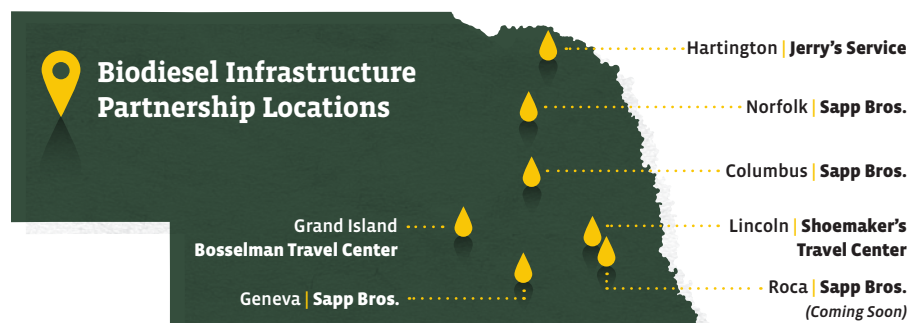 Biodiesel Infrastructure
Partnership Locations
Hartington | Jerry’s Service
Norfolk | Sapp Bros.
Columbus | Sapp Bros.
Grand Island
Bosselman Travel Center
Lincoln | Shoemaker’s
Travel Center
Geneva | Sapp Bros.
Roca | Sapp Bros.
(Coming Soon)